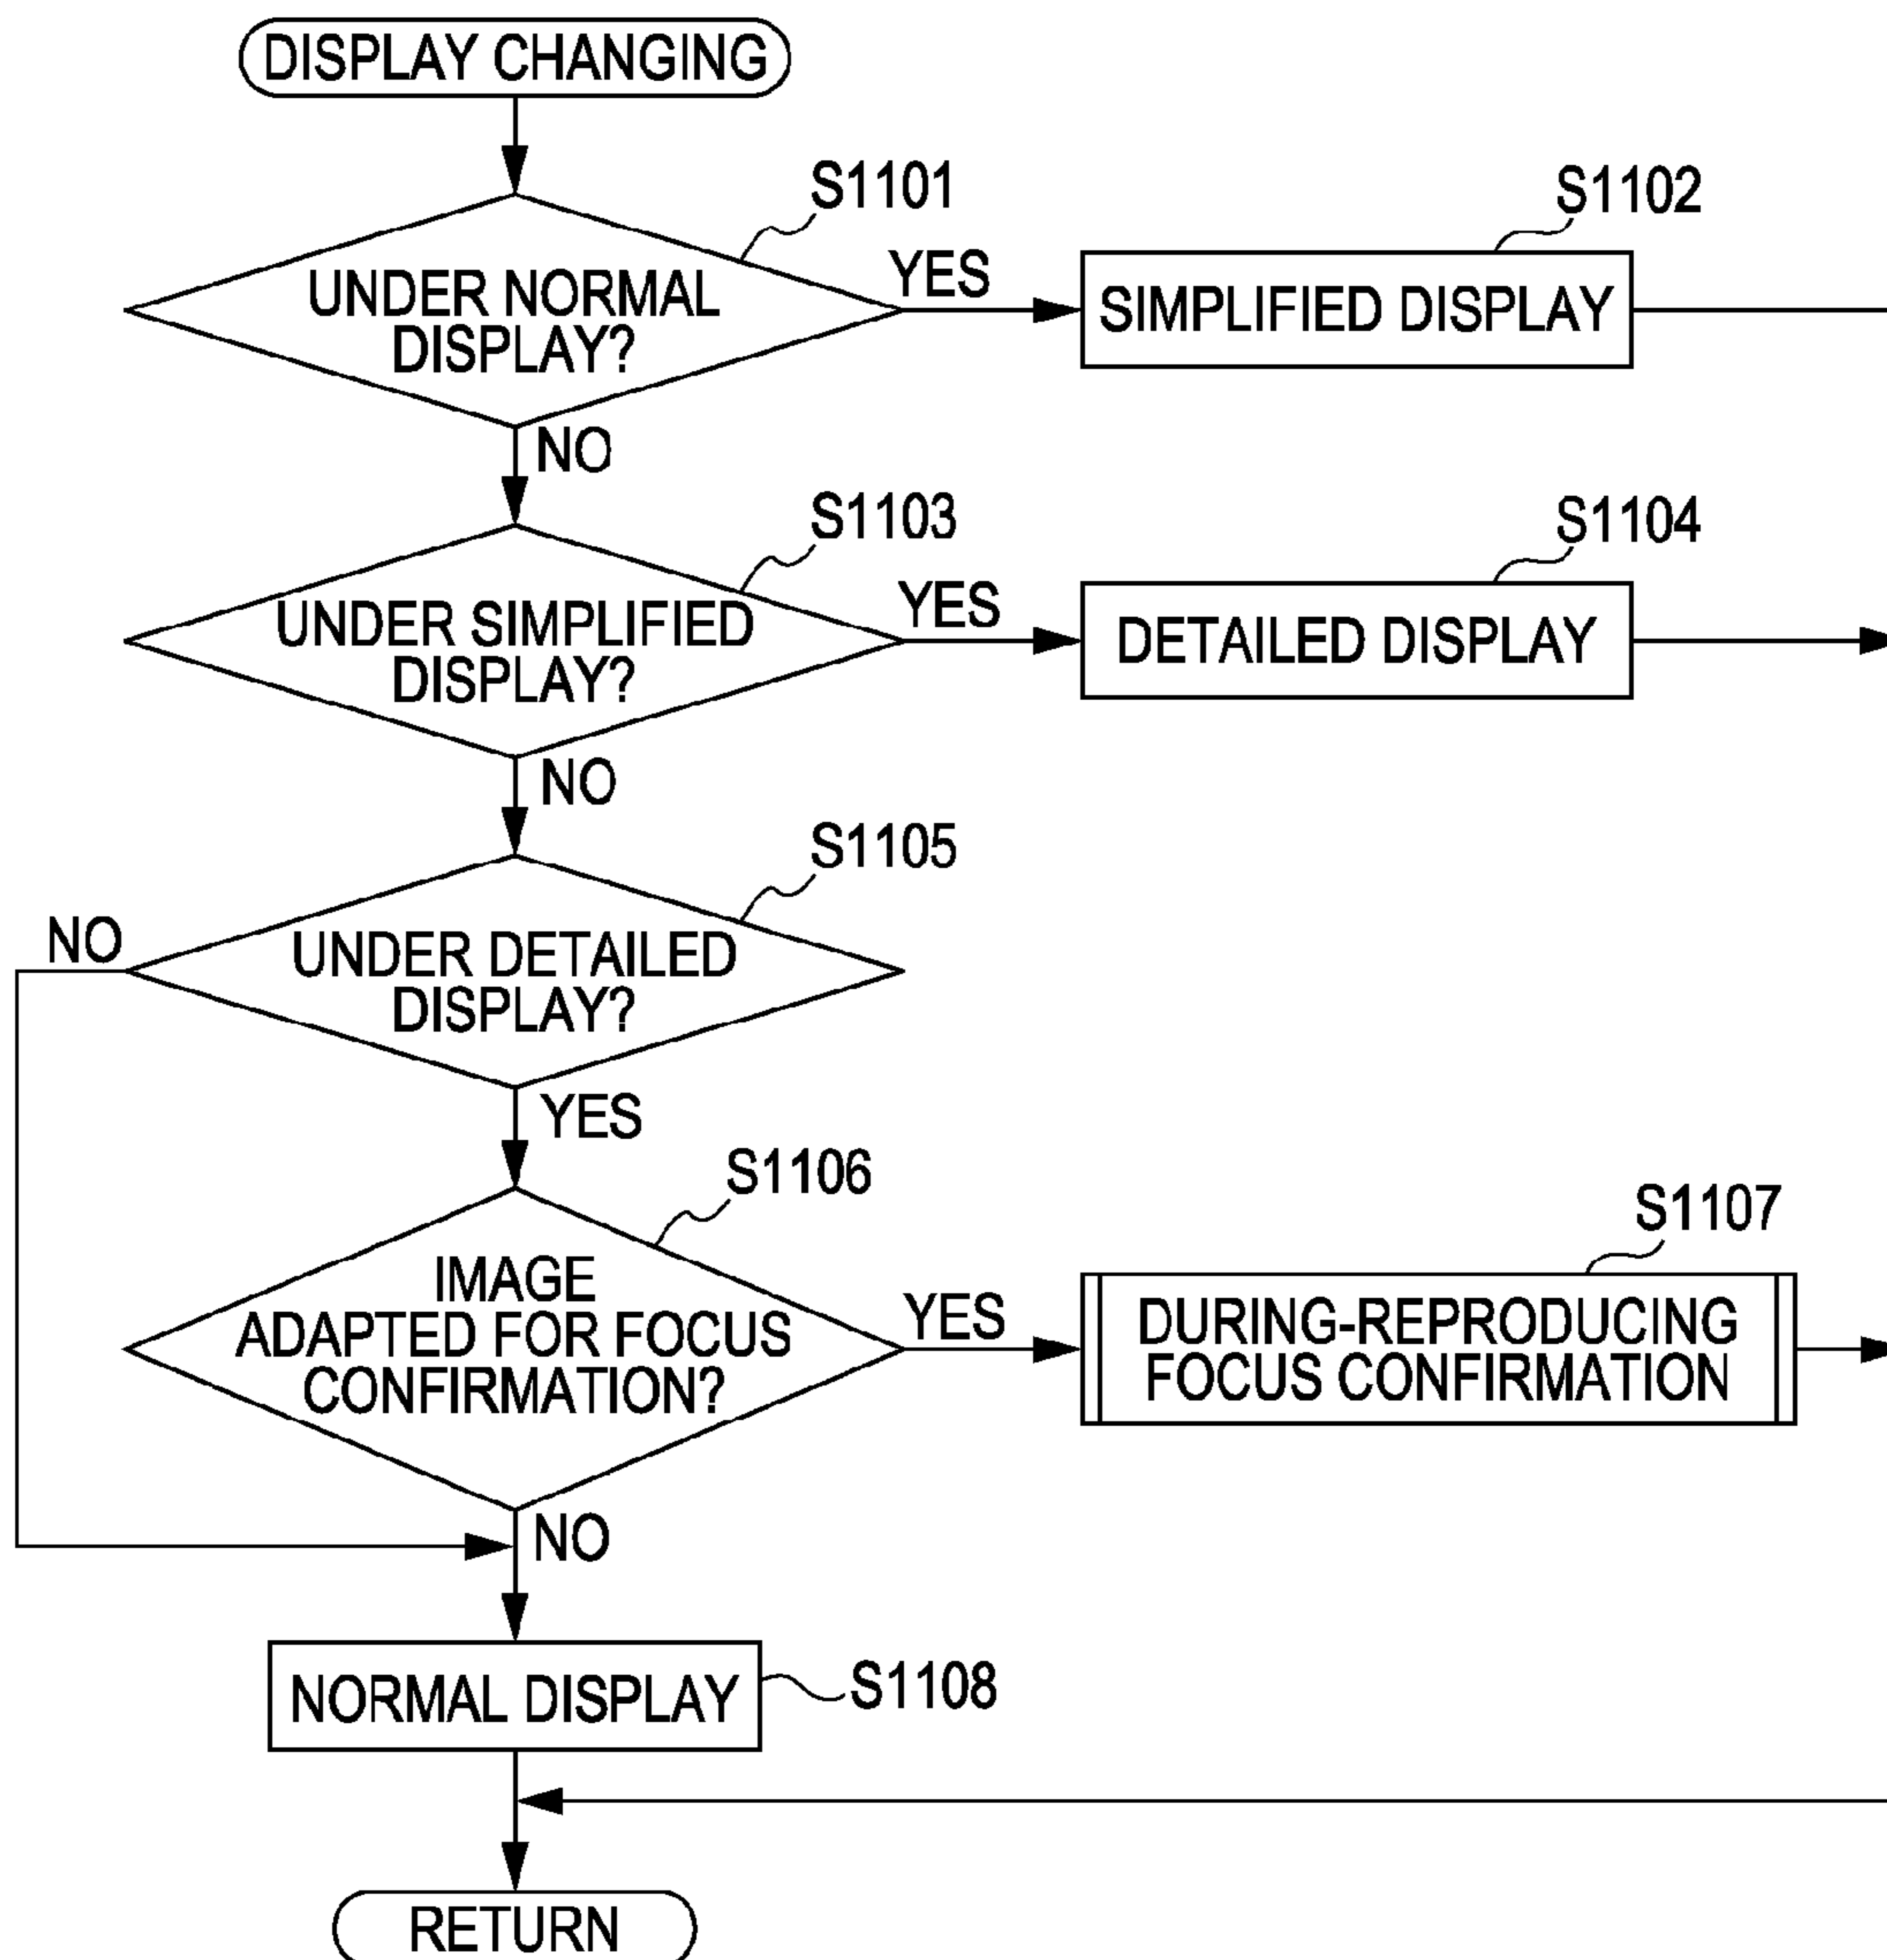 DISPLAY CHANGING
S1101
UNDER NORMAL
DISPLAY?
YES
S1102
SIMPLIFIED DISPLAY
NO
S1103
UNDER SIMPLIFIED
DISPLAY?
YES
S1104
DETAILED DISPLAY
NO
S1105
UNDER DETAILED
DISPLAY?
NO
YES
S1106
IMAGE
ADAPTED FOR FOCUS
CONFIRMATION?
YES
S1107
DURING-REPRODUCING
FOCUS CONFIRMATION
NO
NORMAL DISPLAY
S1108
RETURN